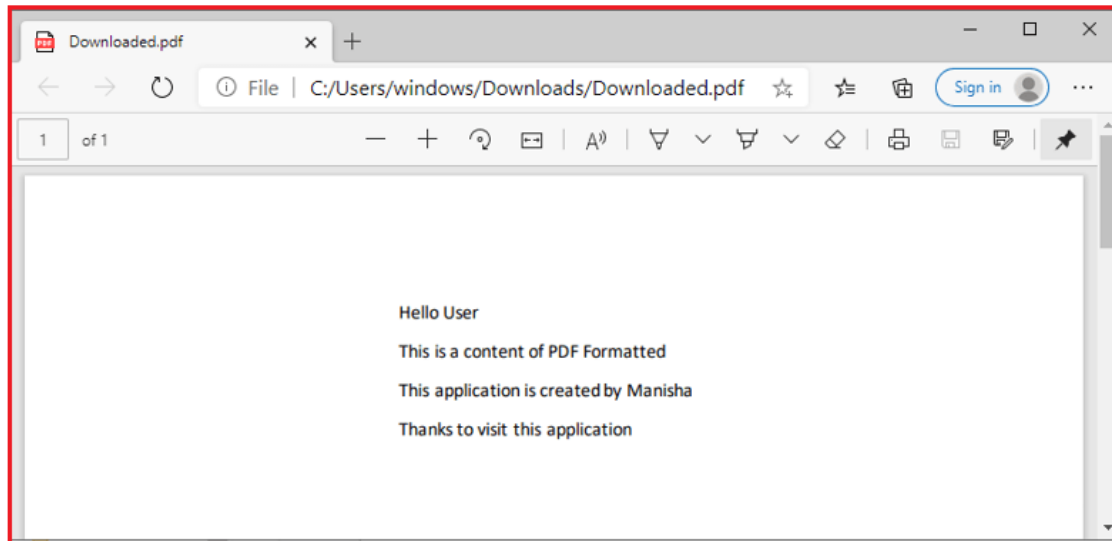 Downloaded.pdf
File C:/Users/windows/Downloads/Downloaded.pdf Sign in ...
1 of 1
Hello User
This is a content of PDF Formatted
This application is created by Manisha
Thanks to visit this application